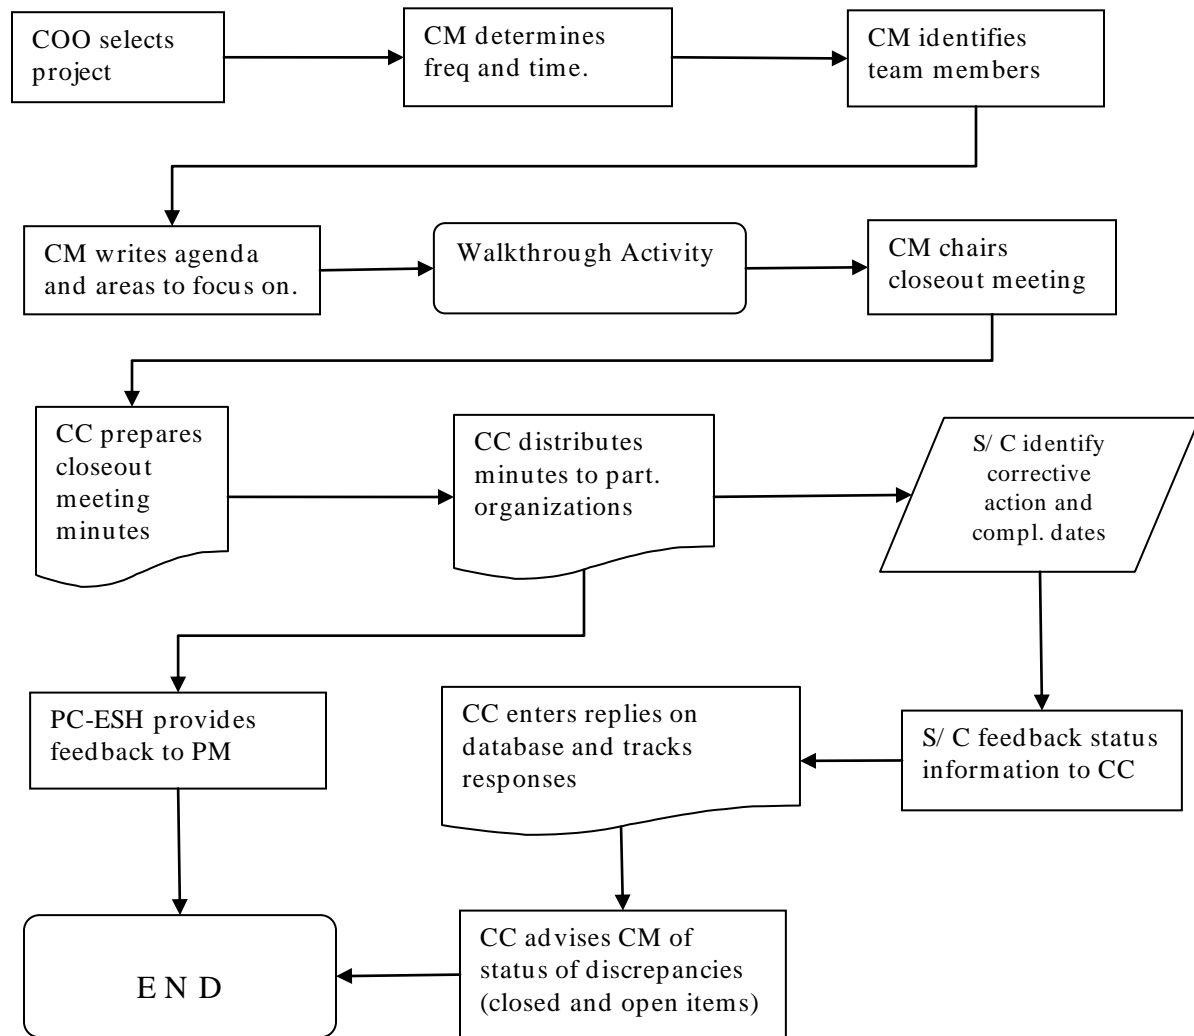 COO selects
project
CM determines
freq and time.
CM identifies
team members
CM writes agenda
and areas to focus on.
Walkthrough Activity
CM chairs
closeout meeting
CC prepares
closeout
meeting
minutes
CC distributes
minutes to part.
organizations
S/ C identify
corrective
action and
compl. dates
PC-ESH provides
feedback to PM
CC enters replies on
database and tracks
responses
S/ C feedback status
information to CC
E N D
CC advises CM of
status of discrepancies
(closed and open items)